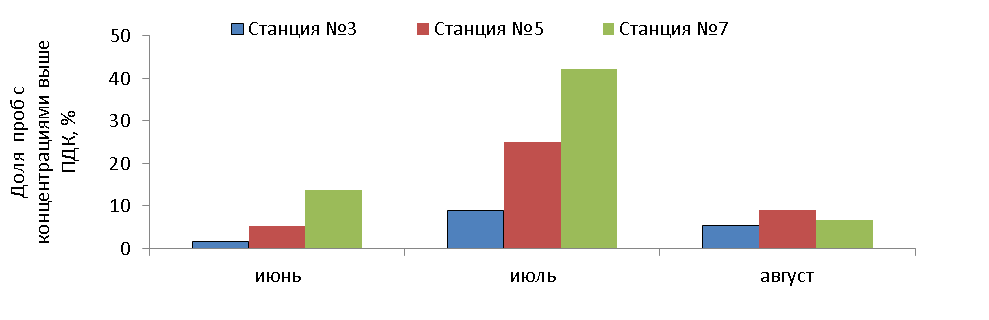 Станция №3 Станция №5 Станция №7
Доля проб с
концентрациями выше
ПДК, %
50
40
30
20
10
0
июнь июль август